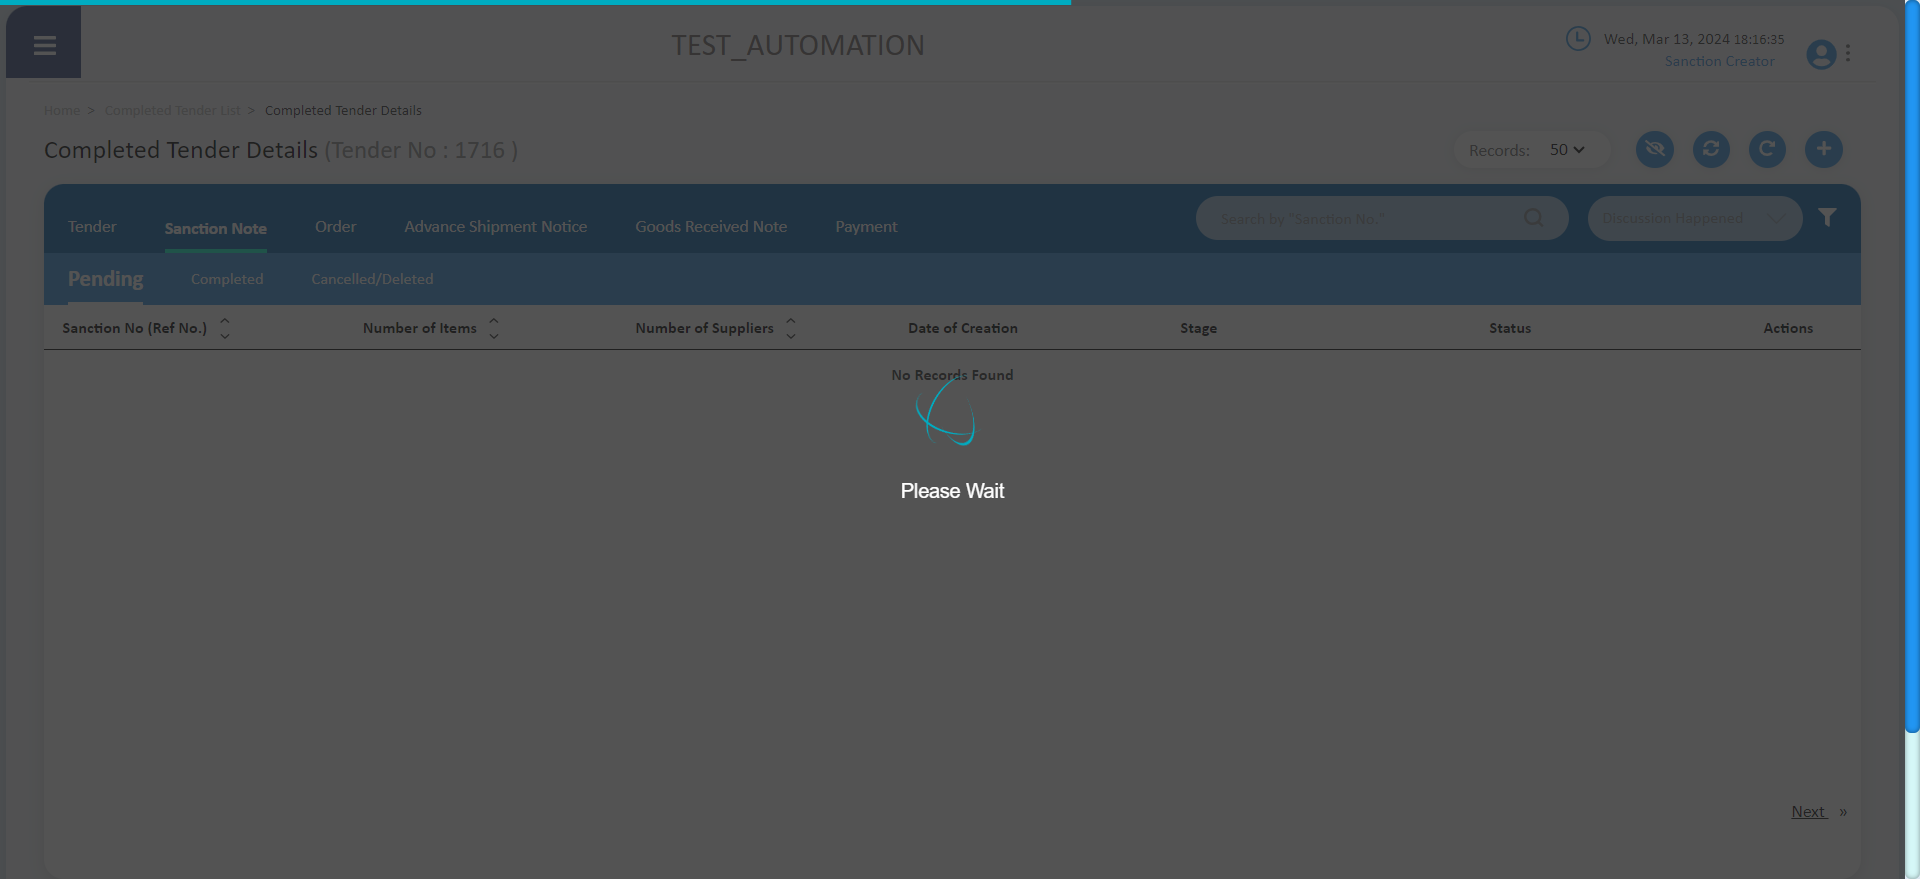 TEST_AUTOMATION
Wed, Mar 13, 2024 18:16:35
Sanction Creator
Home > Completed Tender List > Completed Tender Details
Completed Tender Details (Tender No : 1716 )
Records: 50
Tender Sanction Note Order Advance Shipment Notice Goods Received Note Payment
Search by "Sanction No." Discussion Happened
Pending Completed Cancelled/Deleted
Sanction No (Ref No.) Number of Items Number of Suppliers Date of Creation Stage Status Actions
No Records Found
Please Wait
Next »